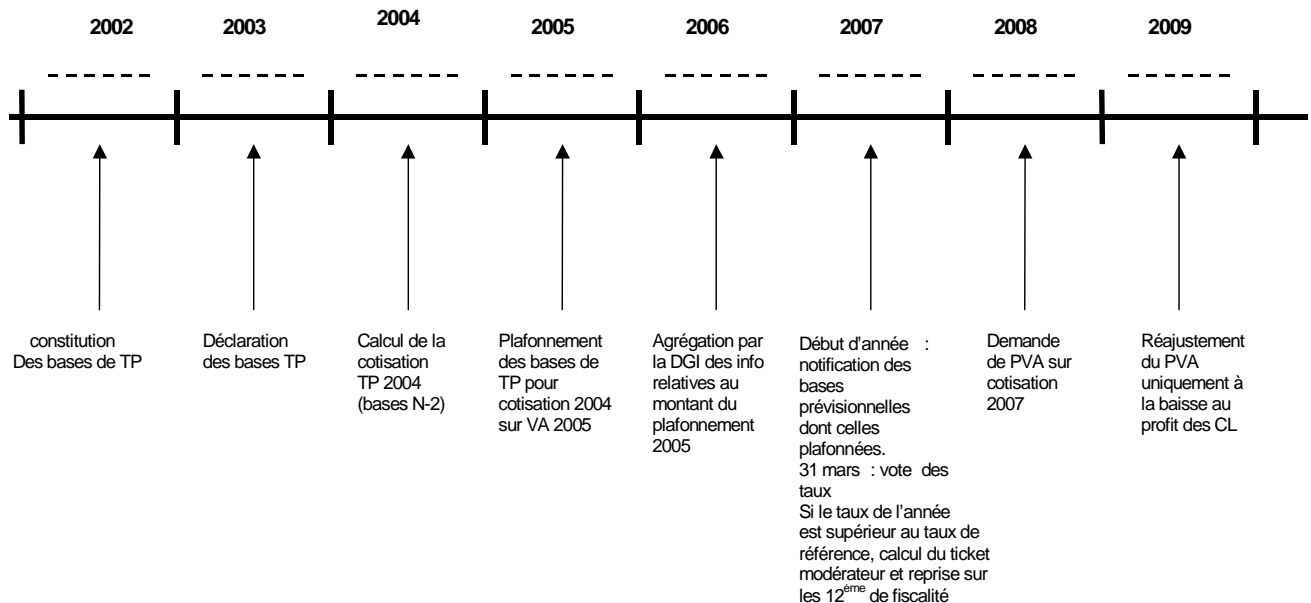 2002
2003
2004
2005
2006
2007
2008
2009
constitution
Des bases de TP
Déclaration
des bases TP
Calcul de la
cotisation
TP 2004
(bases N-2)
Plafonnement
des bases de
TP pour
cotisation 2004
sur VA 2005
Agrégation par
la DGI des info
relatives au
montant du
plafonnement
2005
Début d’année :
notification des
bases
prévisionnelles
dont celles
plafonnées.
31 mars : vote des
taux
Si le taux de l’année
est supérieur au taux de
référence, calcul du ticket
modérateur et reprise sur
les 12ème de fiscalité
Demande
de PVA sur
cotisation
2007
Réajustement
du PVA
uniquement à
la baisse au
profit des CL